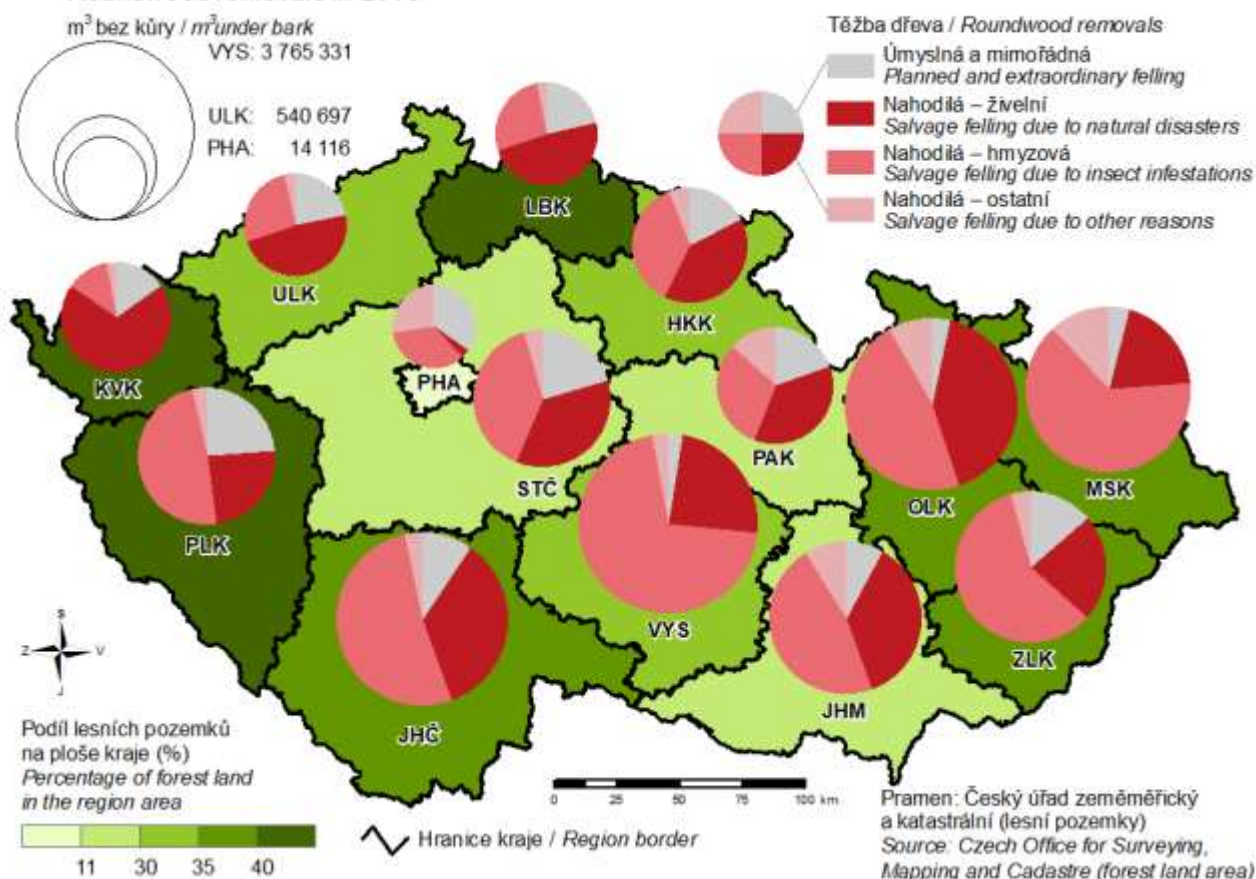 m³ bez kůry / m³under bark
VYS: 3 765 331
ULK: 540 697
PHA: 14 116
Těžba dřeva / Roundwood removals
Úmyslná a mimořádná
Planned and extraordinary felling
Nahodilá – živelní
Salvage felling due to natural disasters
Nahodilá – hmyzová
Salvage felling due to insect infestations
Nahodilá – ostatní
Salvage felling due to other reasons
LBK
ULK
HKK
KVK
PHA
STČ
PAK
OLK
MSK
PLK
VYS
ZLK
JHČ
JHM
S
Z
V
J
Podíl lesních pozemků
na ploše kraje (%)
Percentage of forest land
in the region area
11 30 35 40
Hranice kraje / Region border
0 25 50 75 100 km
Pramen: Český úřad zeměměřický
a katastrální (lesní pozemky)
Source: Czech Office for Surveying,
Mapping and Cadastre (forest land area)